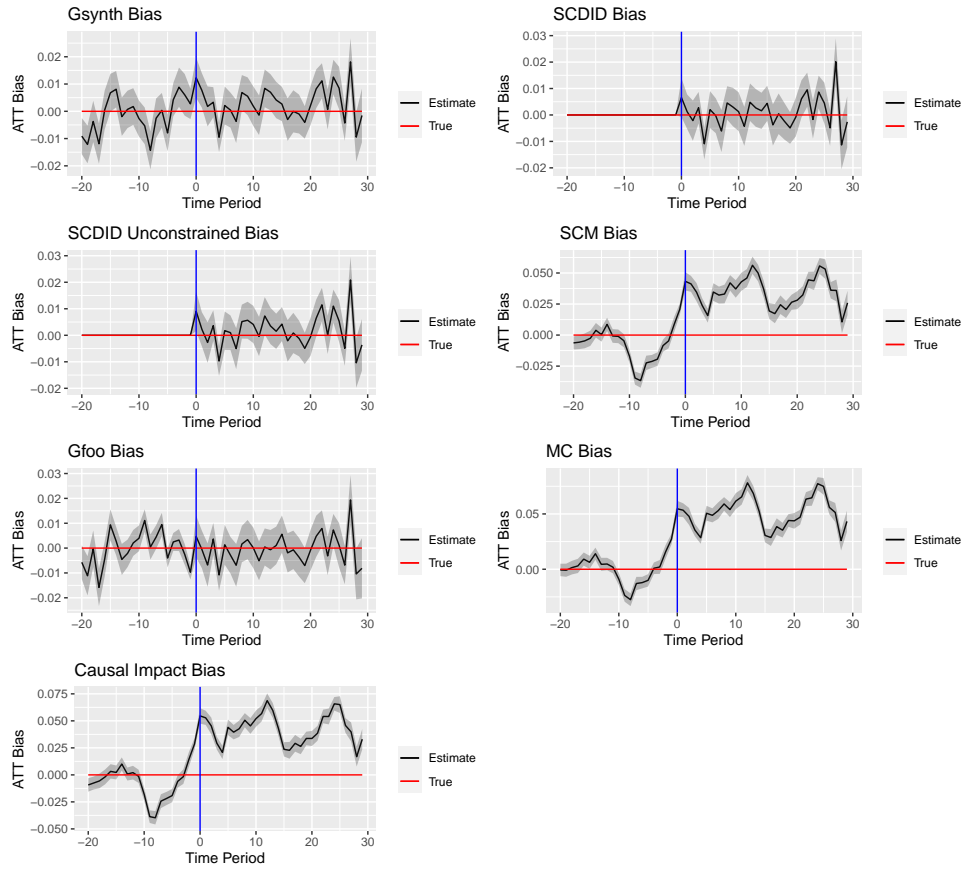 Gsynth Bias
ATT Bias
0.02
0.01
0.00
−0.01
−0.02
−20 −10 0 10 20 30
Time Period
Estimate
True
SCDID Bias
ATT Bias
0.03
0.02
0.01
0.00
−0.01
−0.02
−20 −10 0 10 20 30
Time Period
Estimate
True
SCDID Unconstrained Bias
ATT Bias
0.03
0.02
0.01
0.00
−0.01
−0.02
−20 −10 0 10 20 30
Time Period
Estimate
True
SCM Bias
ATT Bias
0.050
0.025
0.000
−0.025
−20 −10 0 10 20 30
Time Period
Estimate
True
Gfoo Bias
ATT Bias
0.03
0.02
0.01
0.00
−0.01
−0.02
−20 −10 0 10 20 30
Time Period
Estimate
True
MC Bias
ATT Bias
0.05
0.00
−20 −10 0 10 20 30
Time Period
Estimate
True
Causal Impact Bias
ATT Bias
0.075
0.050
0.025
0.000
−0.025
−0.050
−20 −10 0 10 20 30
Time Period
Estimate
True